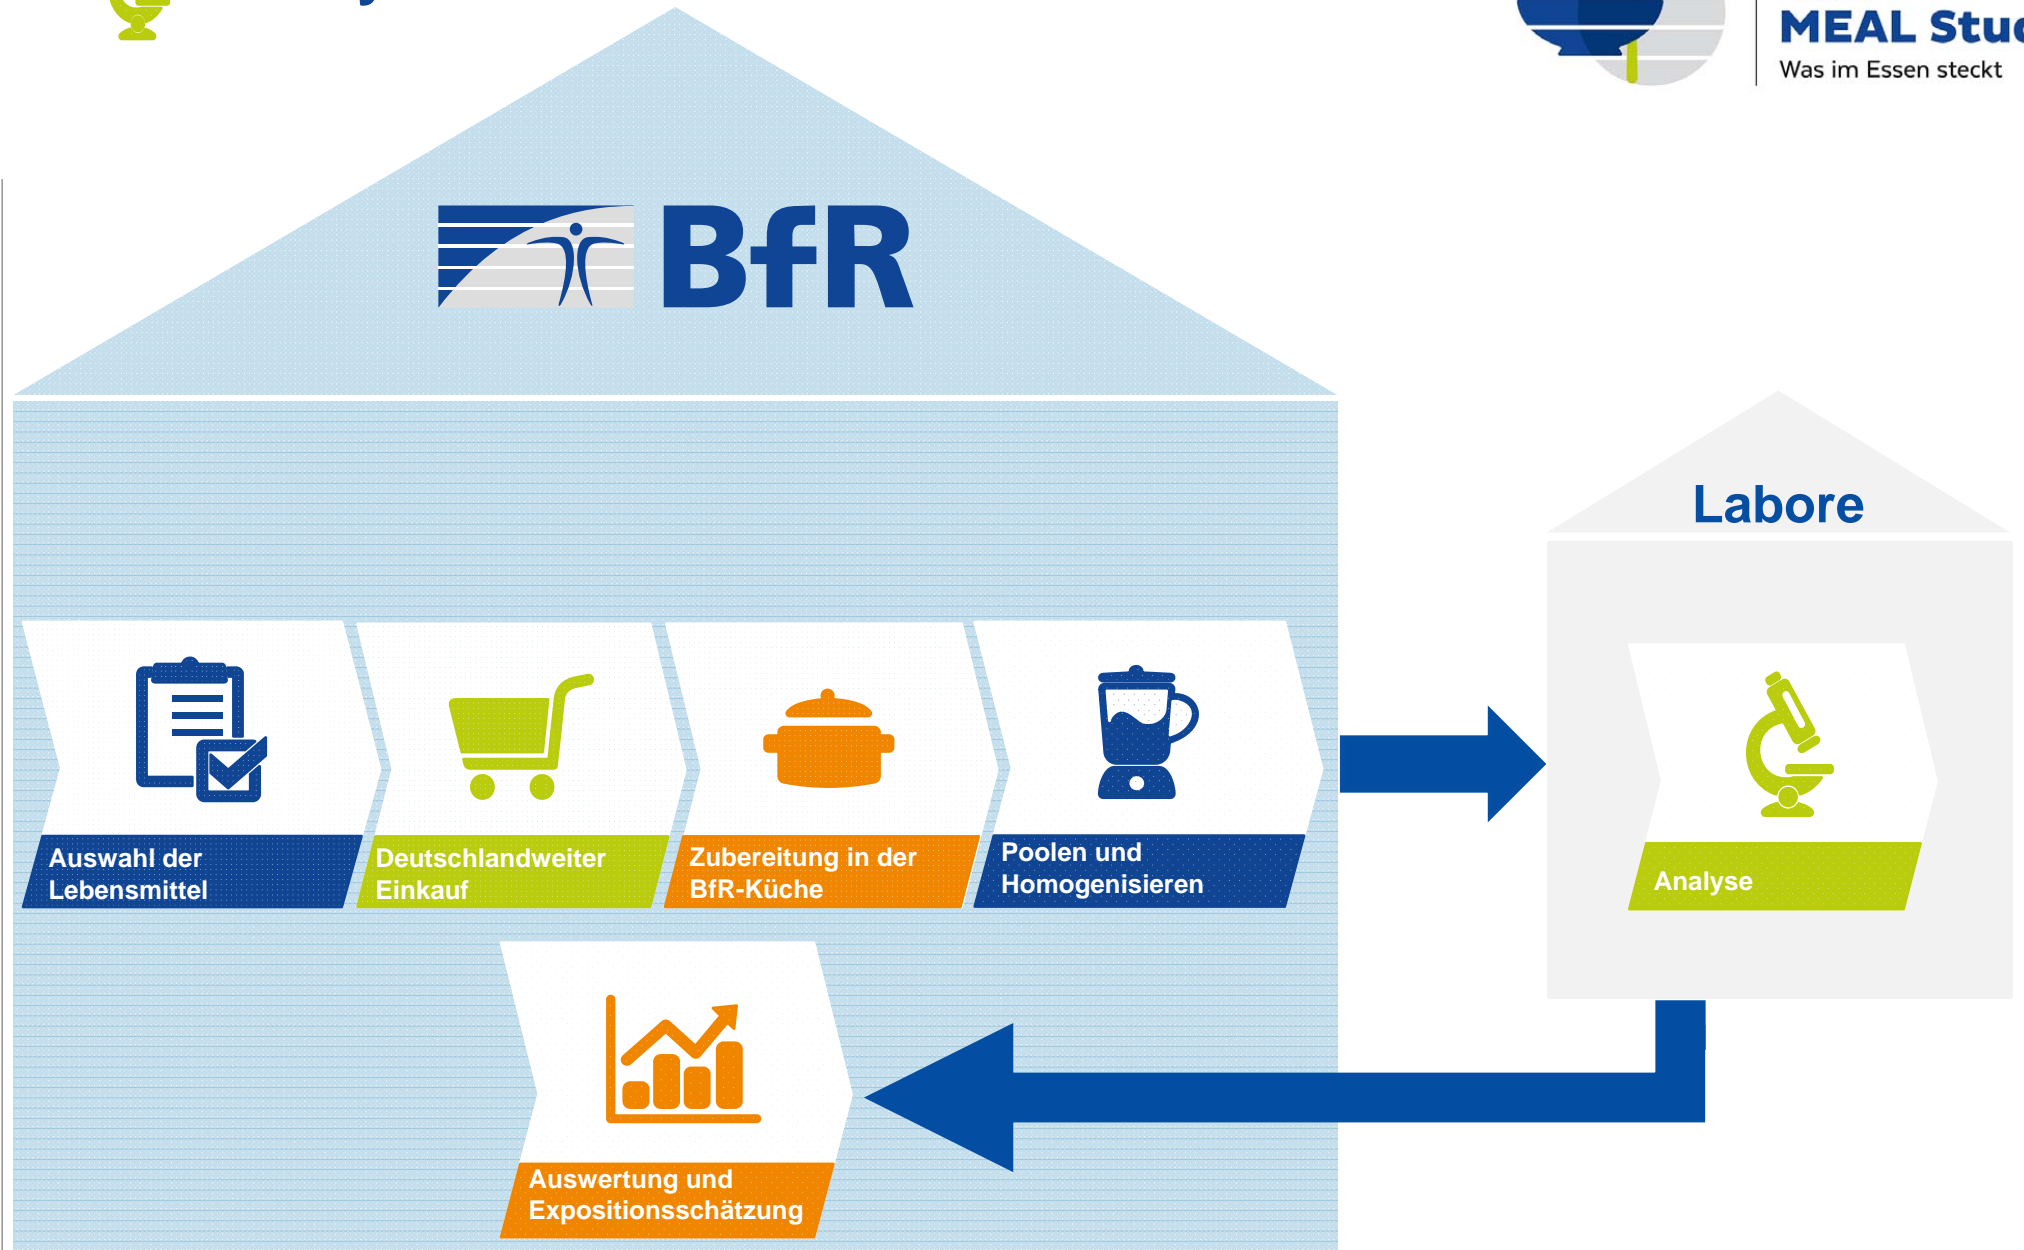 MEAL
Was im Essen steckt
BfR
Labore
Auswahl der
Lebensmittel
Deutschlandweiter
Einkauf
Zubereitung in der
BfR-Küche
Poolen und
Homogenisieren
Analyse
Auswertung und
Expositionsschätzung